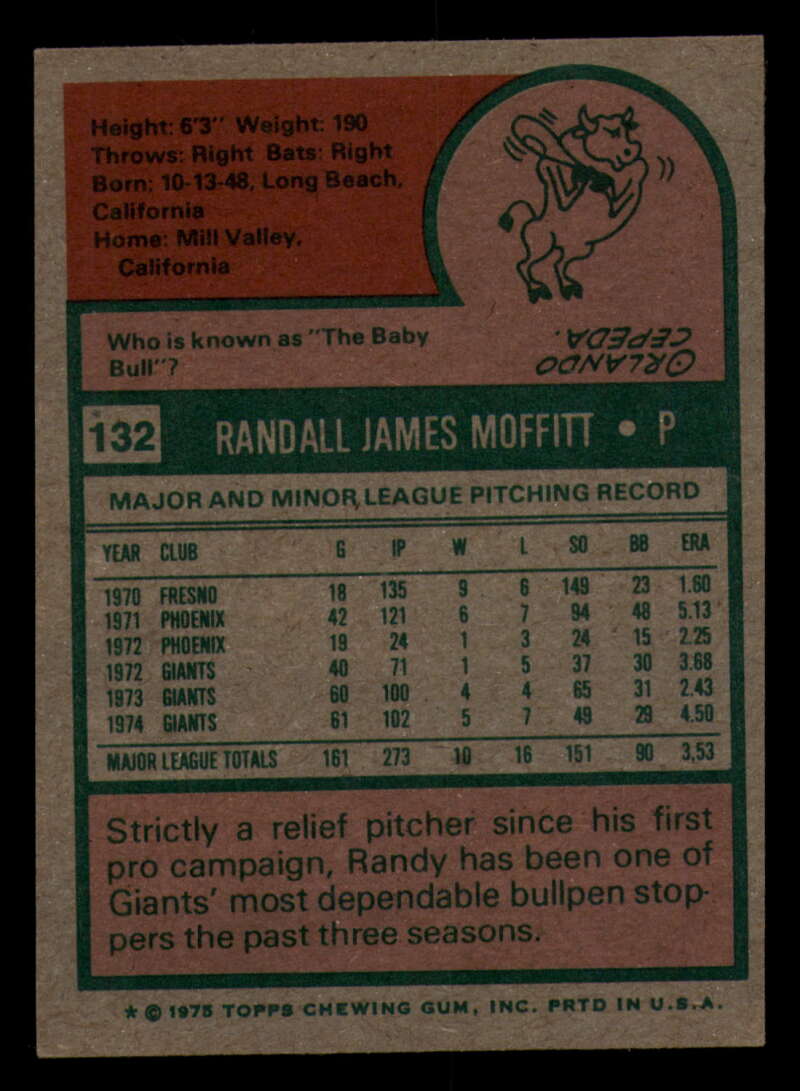 Height: 6'3" Weight: 190
Throws: Right Bats: Right
Born: 10-13-48, Long Beach,
California
Home: Mill Valley,
California
Who is known as "The Baby
Bull"?
ORLANDO
CEPEDA.
132 RANDALL JAMES MOFFITT • P
MAJOR AND MINOR LEAGUE PITCHING RECORD
YEAR CLUB G IP W L SO BB ERA
1970 FRESNO 18 135 9 6 149 23 1.60
1971 PHOENIX 42 121 6 7 94 48 5.13
1972 PHOENIX 19 24 1 3 24 15 2.25
1972 GIANTS 40 71 1 5 37 30 3.68
1973 GIANTS 60 100 4 4 65 31 2.43
1974 GIANTS 61 102 5 7 49 29 4.50
MAJOR LEAGUE TOTALS 161 273 10 16 151 90 3.53
Strictly a relief pitcher since his first
pro campaign, Randy has been one of
Giants' most dependable bullpen stop-
pers the past three seasons.
* © 1975 TOPPS CHEWING GUM, INC. PRTD IN U.S.A.